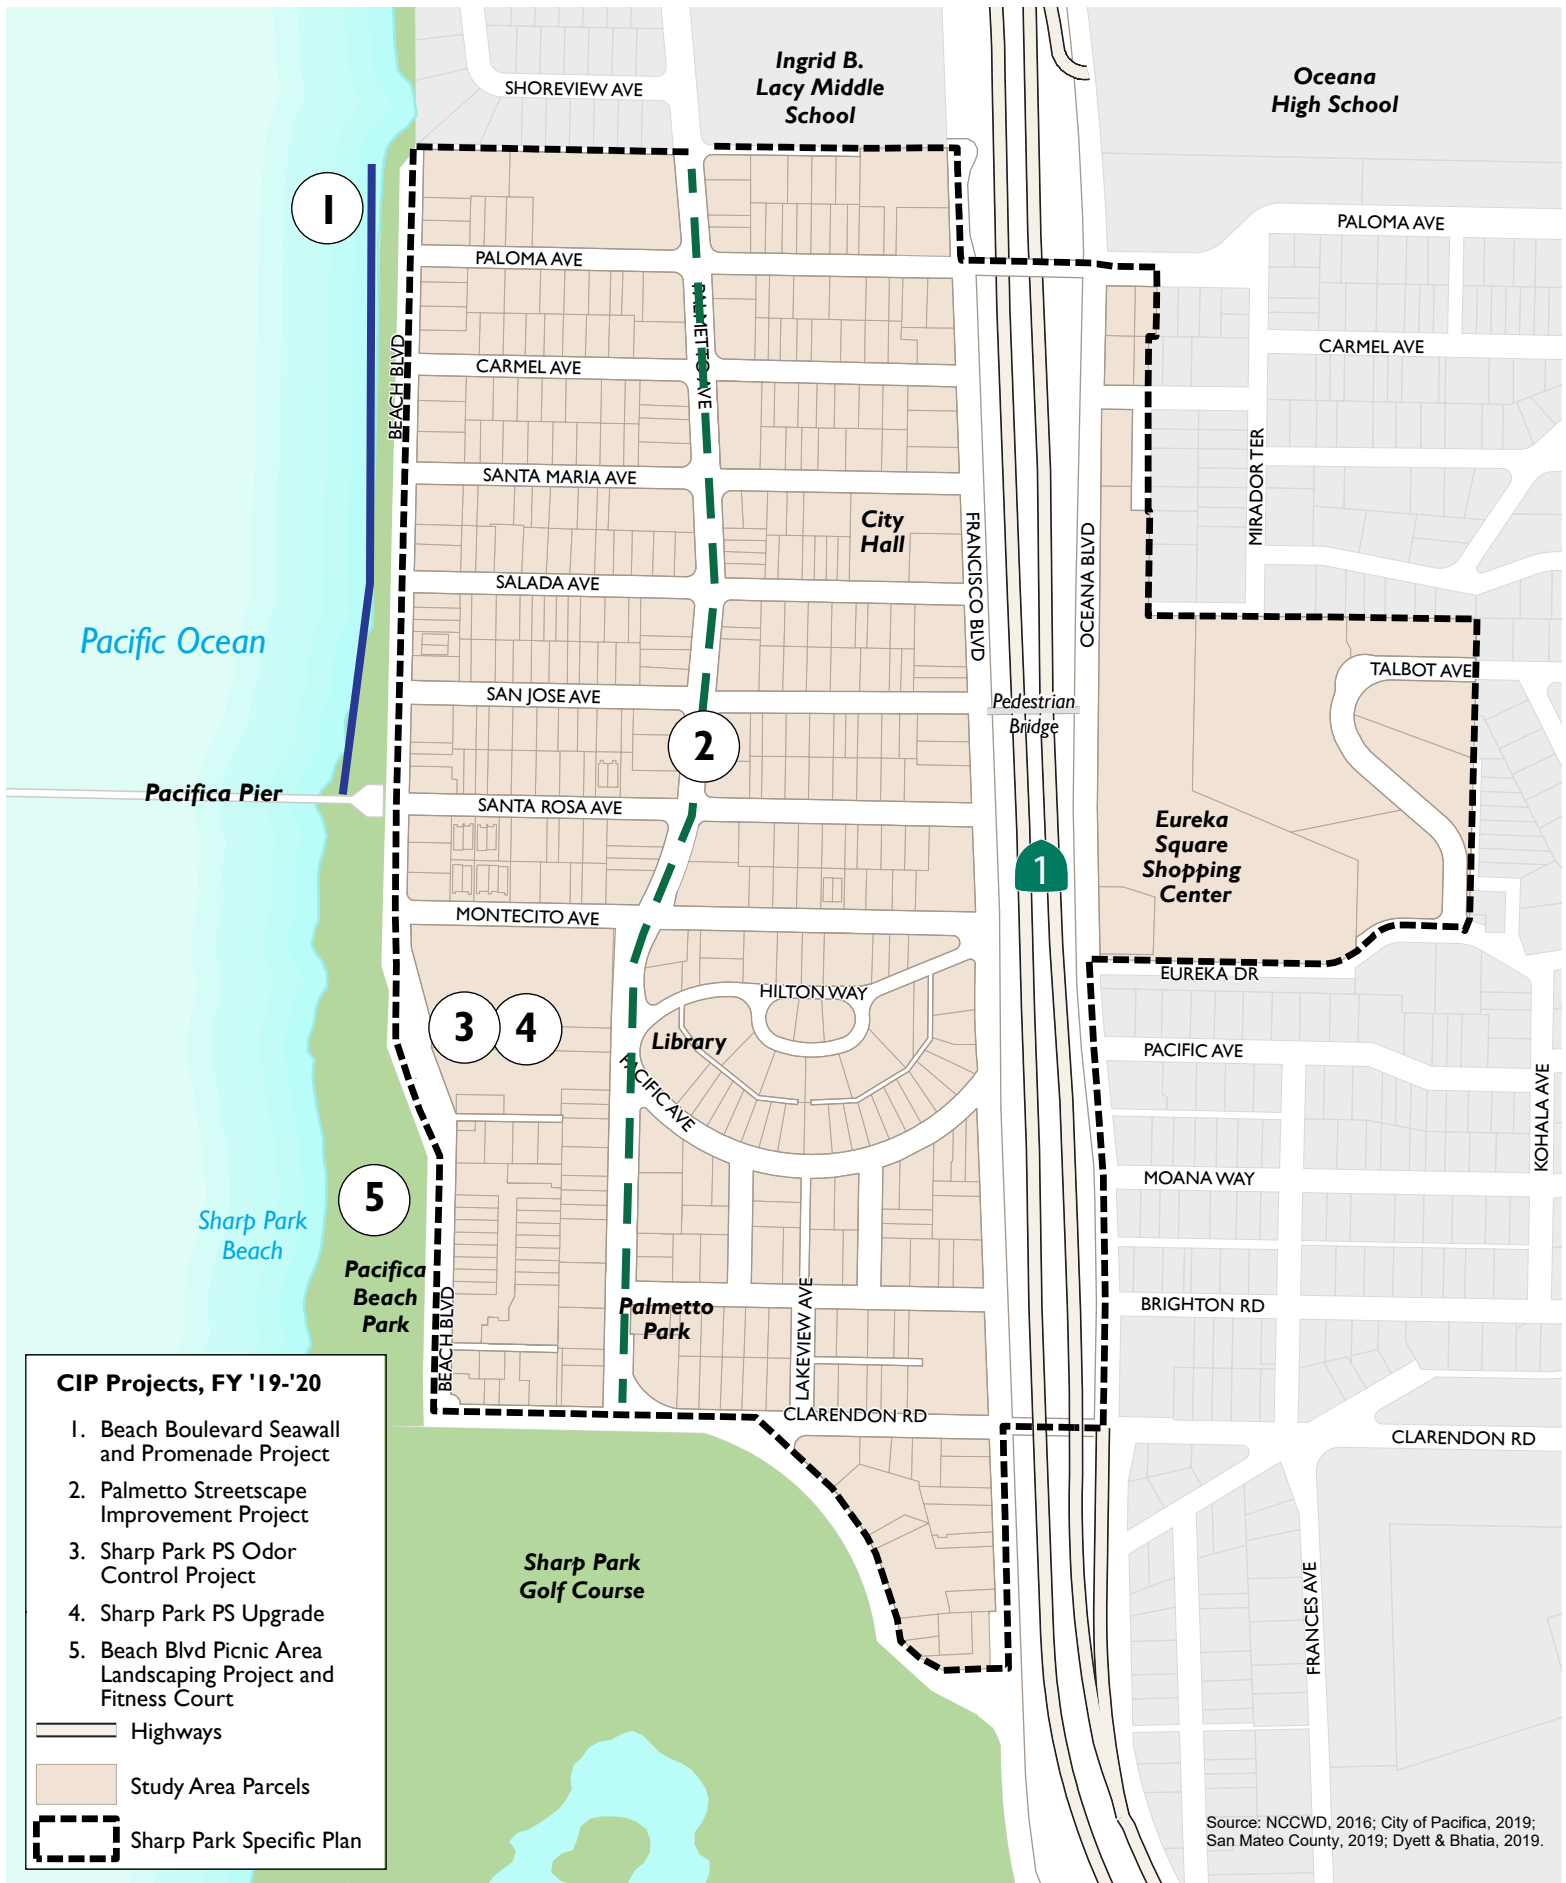 Ingrid B.
Lacy Middle
School
Oceana
High School
SHOREVIEW AVE
1
PALOMA AVE
PALOMA AVE
PALMETTO AVE
BEACH BLVD
CARMEL AVE
CARMEL AVE
SANTA MARIA AVE
MIRADOR TER
City
Hall
FRANCISCO BLVD
OCEANA BLVD
SALADA AVE
Pacific Ocean
SAN JOSE AVE
TALBOT AVE
Pedestrian
Bridge
2
Pacifica Pier
SANTA ROSA AVE
Eureka
Square
Shopping
Center
1
MONTECITO AVE
EUREKA DR
HILTON WAY
3
4
Library
PACIFIC AVE
PACIFIC AVE
KOHALA AVE
MOANA WAY
5
Sharp Park
Beach
Pacifica
Beach
Park
BEACH BLVD
Palmetto
Park
LAKEVIEW AVE
BRIGHTON RD
CLARENDON RD
CLARENDON RD
Sharp Park
Golf Course
FRANCES AVE
CIP Projects, FY '19-'20
1. Beach Boulevard Seawall
and Promenade Project
2. Palmetto Streetscape
Improvement Project
3. Sharp Park PS Odor
Control Project
4. Sharp Park PS Upgrade
5. Beach Blvd Picnic Area
Landscaping Project and
Fitness Court
Highways
Study Area Parcels
Sharp Park Specific Plan
Source: NCCWD, 2016; City of Pacifica, 2019;
San Mateo County, 2019; Dyett & Bhatia, 2019.